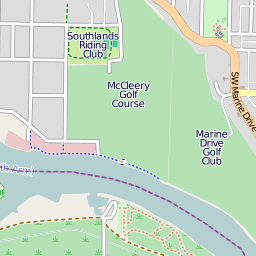 Southlands
Riding
Club
McCleery
Golf
Course
SW Marine Drive
Marine
Drive
Golf
Club